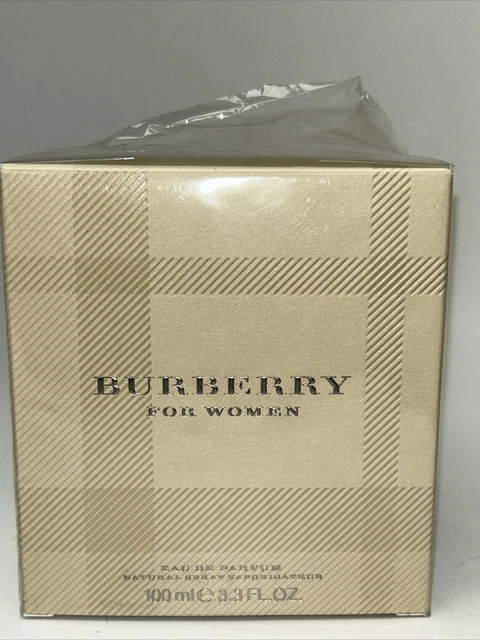 BURBERRY
FOR WOMEN
EAU DE PARFUM
NATURAL SPRAY VAPORISATEUR
100 ml ℮ 3.3 FL.OZ.